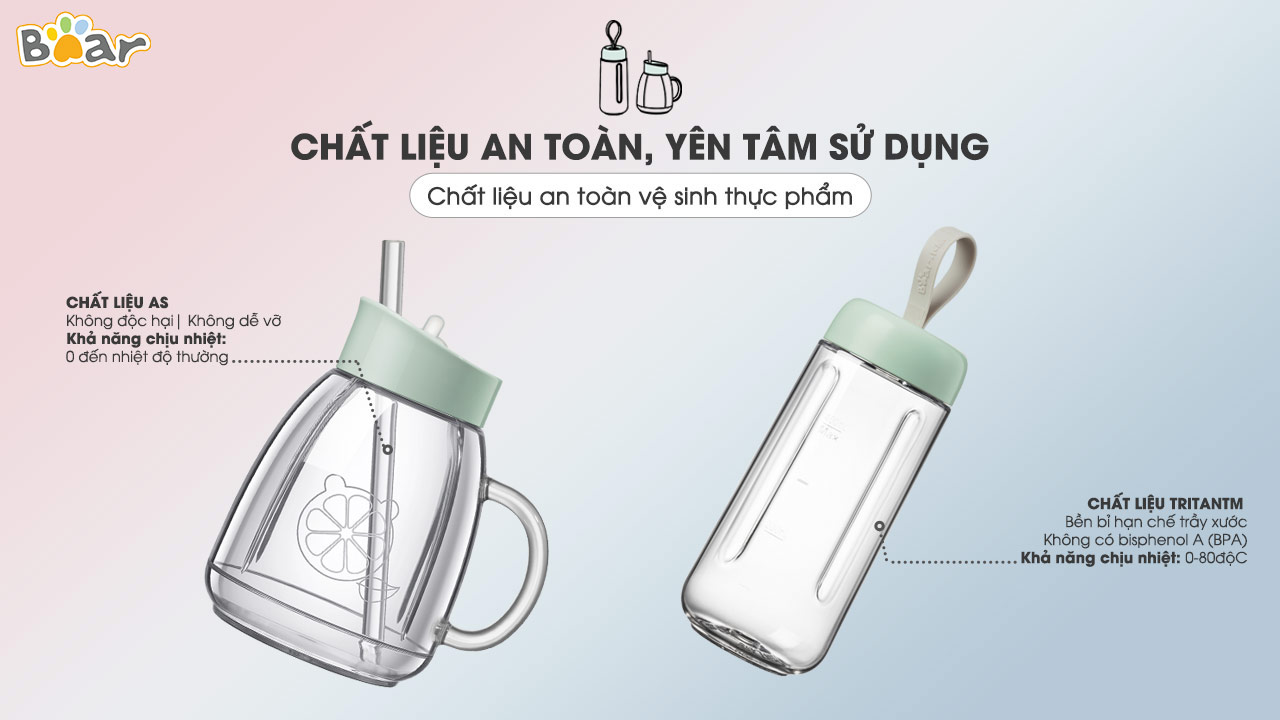 Bear
CHẤT LIỆU AN TOÀN, YÊN TÂM SỬ DỤNG
Chất liệu an toàn vệ sinh thực phẩm
CHẤT LIỆU AS
Không độc hại| Không dễ vỡ
Khả năng chịu nhiệt:
0 đến nhiệt độ thường
CHẤT LIỆU TRITANTM
Bền bỉ hạn chế trầy xước
Không có bisphenol A (BPA)
Khả năng chịu nhiệt: 0-80độC